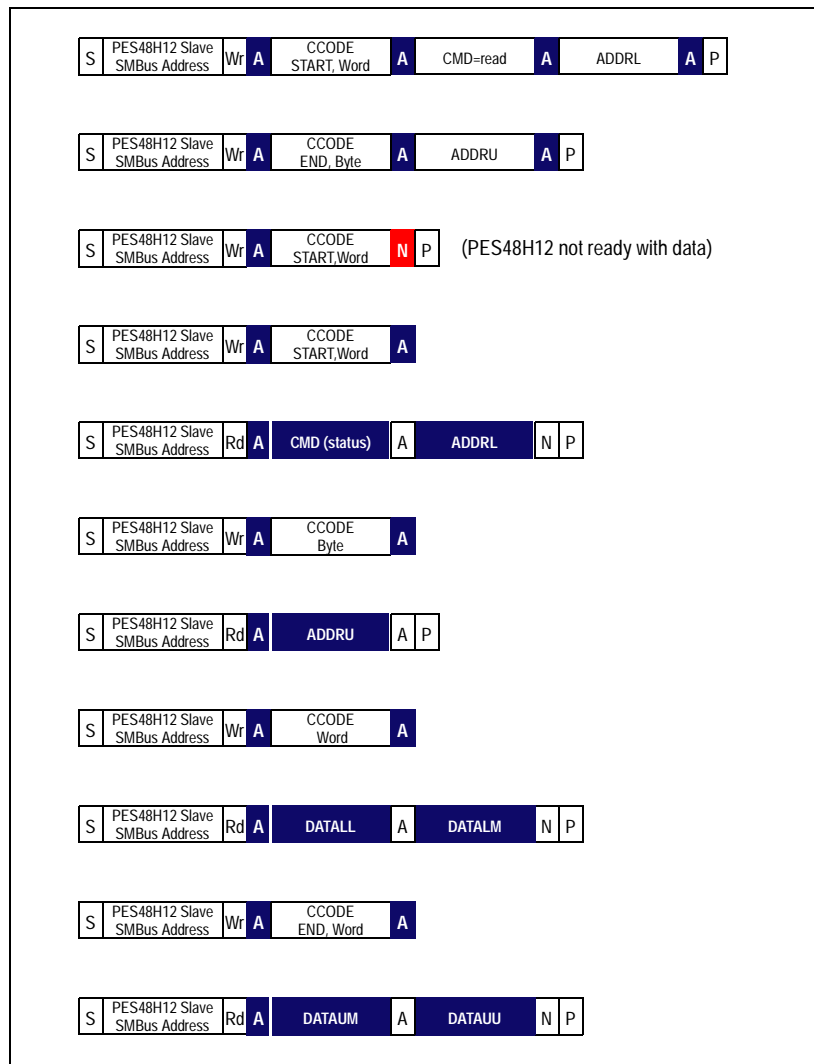 S PES48H12 Slave SMBus Address Wr A CCODE START, Word A CMD=read A ADDRL A P
S PES48H12 Slave SMBus Address Wr A CCODE END, Byte A ADDRU A P
S PES48H12 Slave SMBus Address Wr A CCODE START,Word N P (PES48H12 not ready with data)
S PES48H12 Slave SMBus Address Wr A CCODE START,Word A
S PES48H12 Slave SMBus Address Rd A CMD (status) A ADDRL N P
S PES48H12 Slave SMBus Address Wr A CCODE Byte A
S PES48H12 Slave SMBus Address Rd A ADDRU A P
S PES48H12 Slave SMBus Address Wr A CCODE Word A
S PES48H12 Slave SMBus Address Rd A DATALL A DATALM N P
S PES48H12 Slave SMBus Address Wr A CCODE END, Word A
S PES48H12 Slave SMBus Address Rd A DATAUM A DATAUU N P